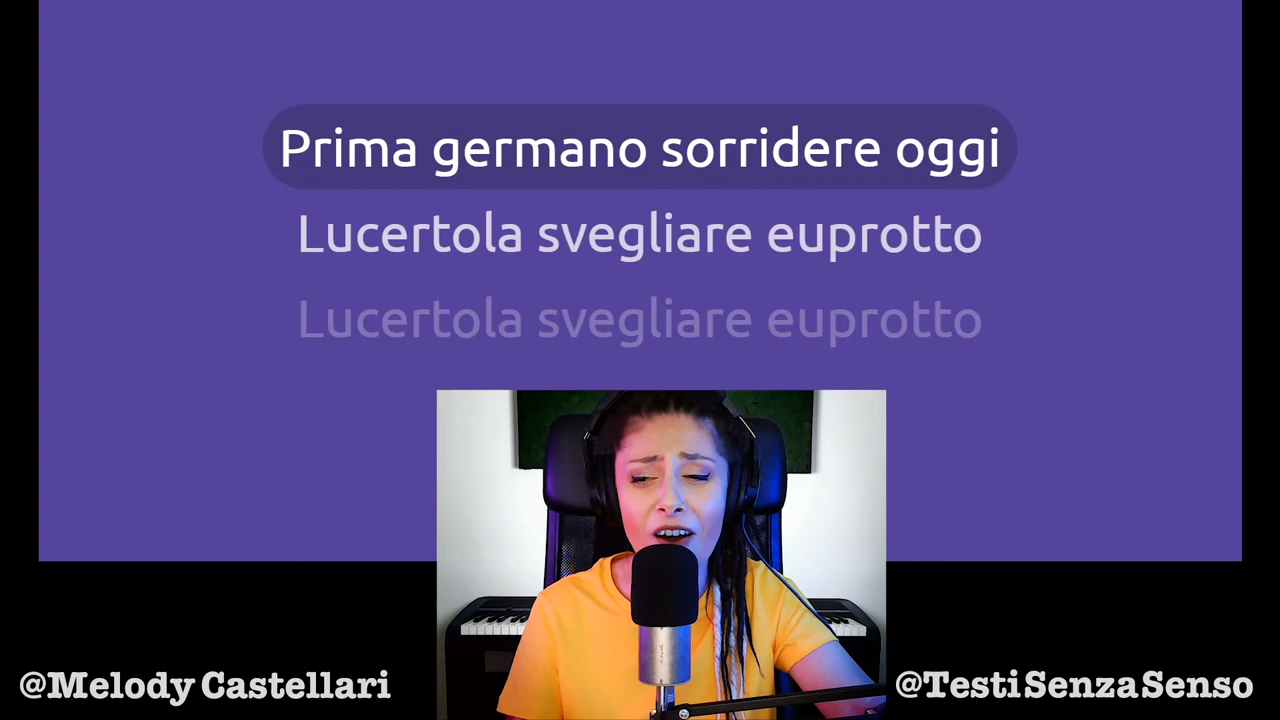 Prima germano sorridere oggi
Lucertola svegliare euprotto
Lucertola svegliare euprotto
@Melody Castellari
@TestiSenzaSenso